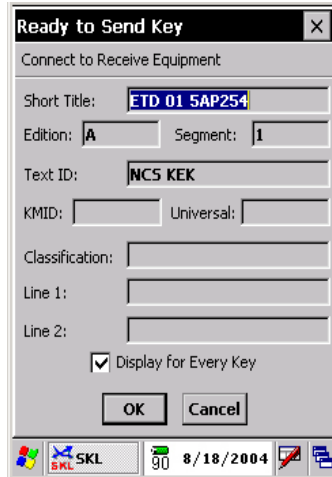 Ready to Send Key
Connect to Receive Equipment
Short Title: ETD 01 5AP254
Edition: A Segment: 1
Text ID: NC5 KEK
KMID: Universal:
Classification:
Line 1:
Line 2:
Display for Every Key
OK Cancel
SKL SKL 90 8/18/2004